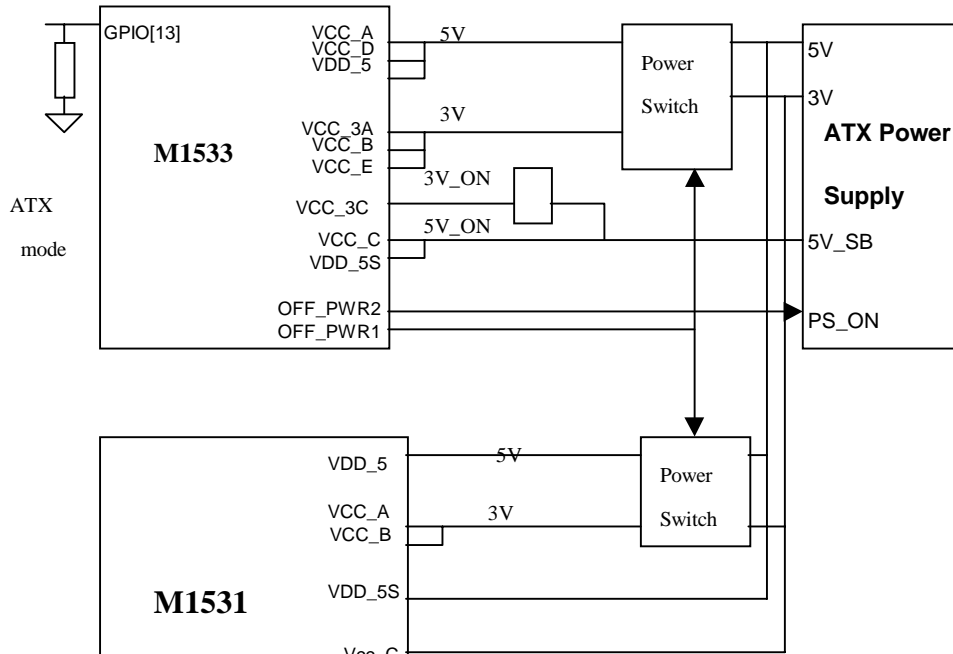 GPIO[13]
VCC_A
VCC_D
VDD_5
5V
VCC_3A
VCC_B
VCC_E
3V
M1533
3V_ON
VCC_3C
5V_ON
VCC_C
VDD_5S
OFF_PWR2
OFF_PWR1
ATX
mode
Power
Switch
5V
3V
ATX Power
Supply
5V_SB
PS_ON
VDD_5
5V
VCC_A
VCC_B
3V
Power
Switch
VDD_5S
M1531
Vcc_C